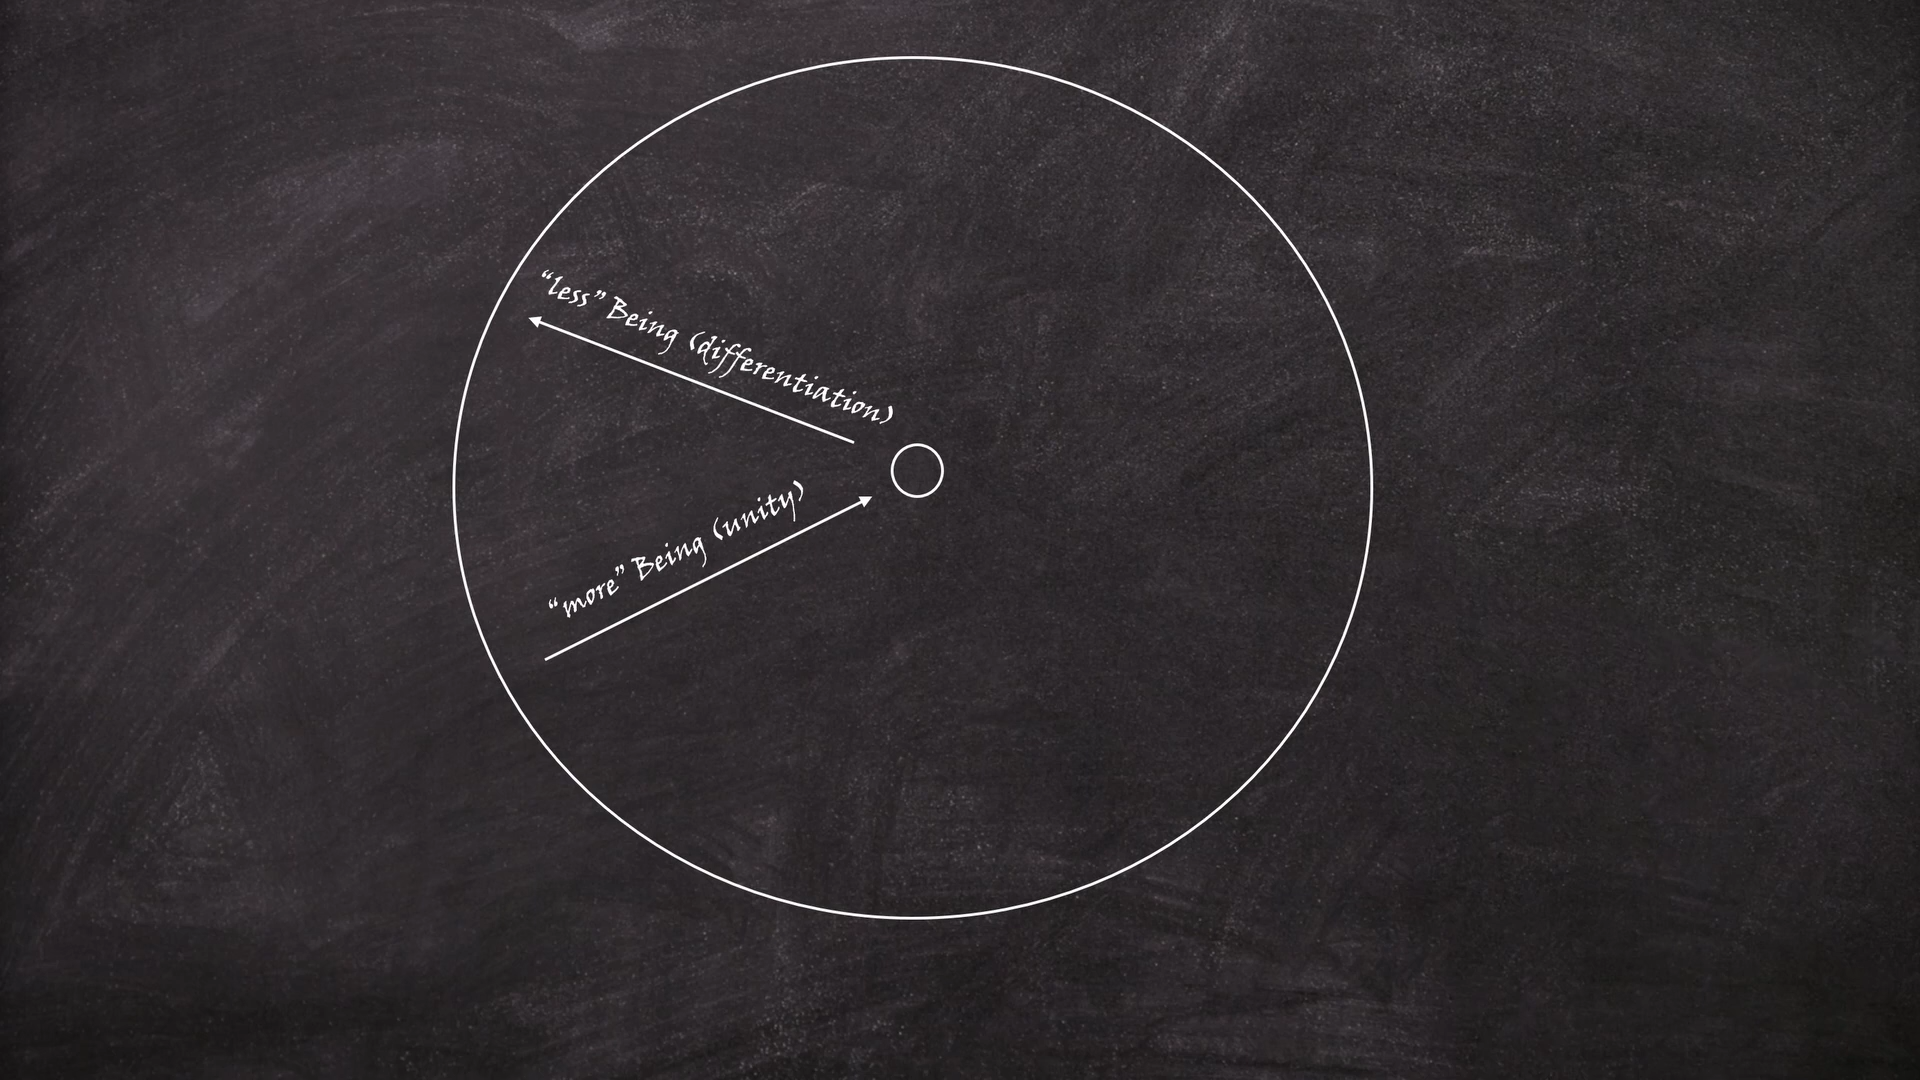 “less” Being (differentiation)
“more” Being (unity)